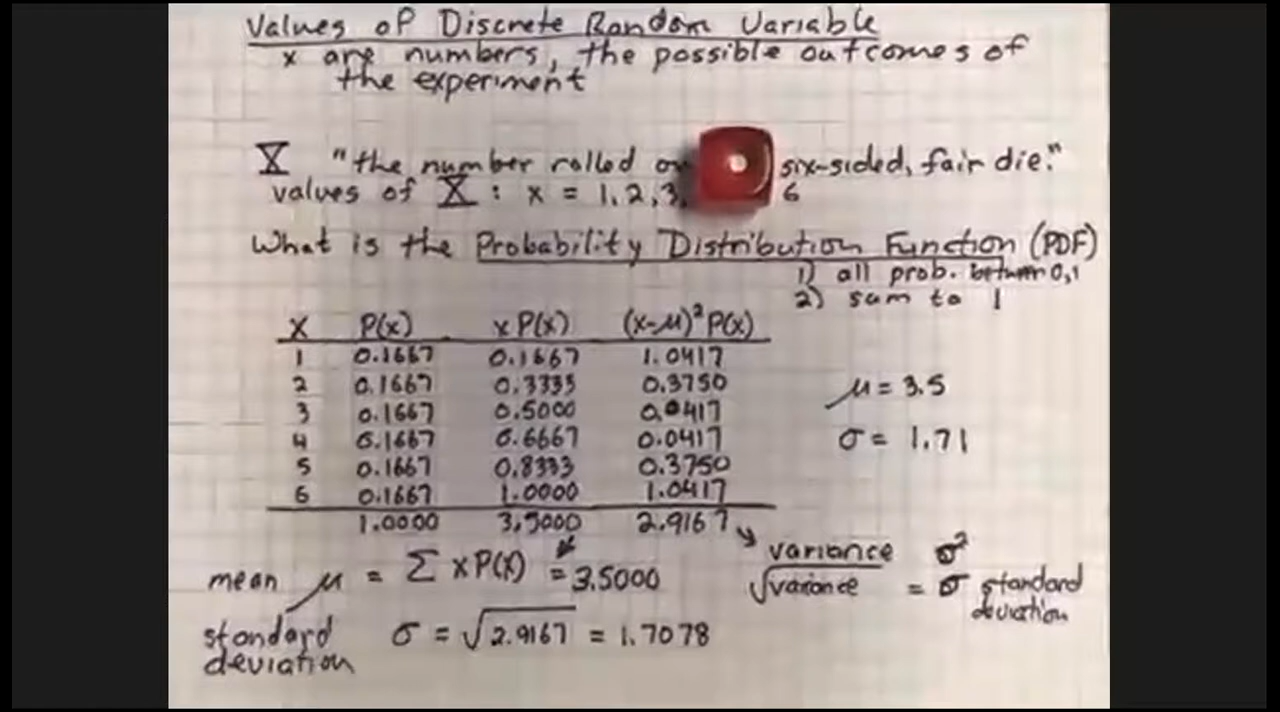 Values of Discrete Random Variable
x are numbers, the possible outcomes of
the experiment
X "the number rolled o six-sided, fair die."
values of X : x = 1, 2, 3, 6
What is the Probability Distribution Function (PDF)
1) all prob. between 0,1
2) sum to 1
x P(x) x P(x) (x-μ)² P(x)
1 0.1667 0.1667 1.0417
2 0.1667 0.3333 0.3750
3 0.1667 0.5000 0.0417
4 0.1667 0.6667 0.0417
5 0.1667 0.8333 0.3750
6 0.1667 1.0000 1.0417
1.0000 3.5000 2.9167
μ = 3.5
σ = 1.71
variance σ²
√variance = σ standard deviation
mean μ = Σ x P(x) = 3.5000
standard deviation σ = √2.9167 = 1.7078